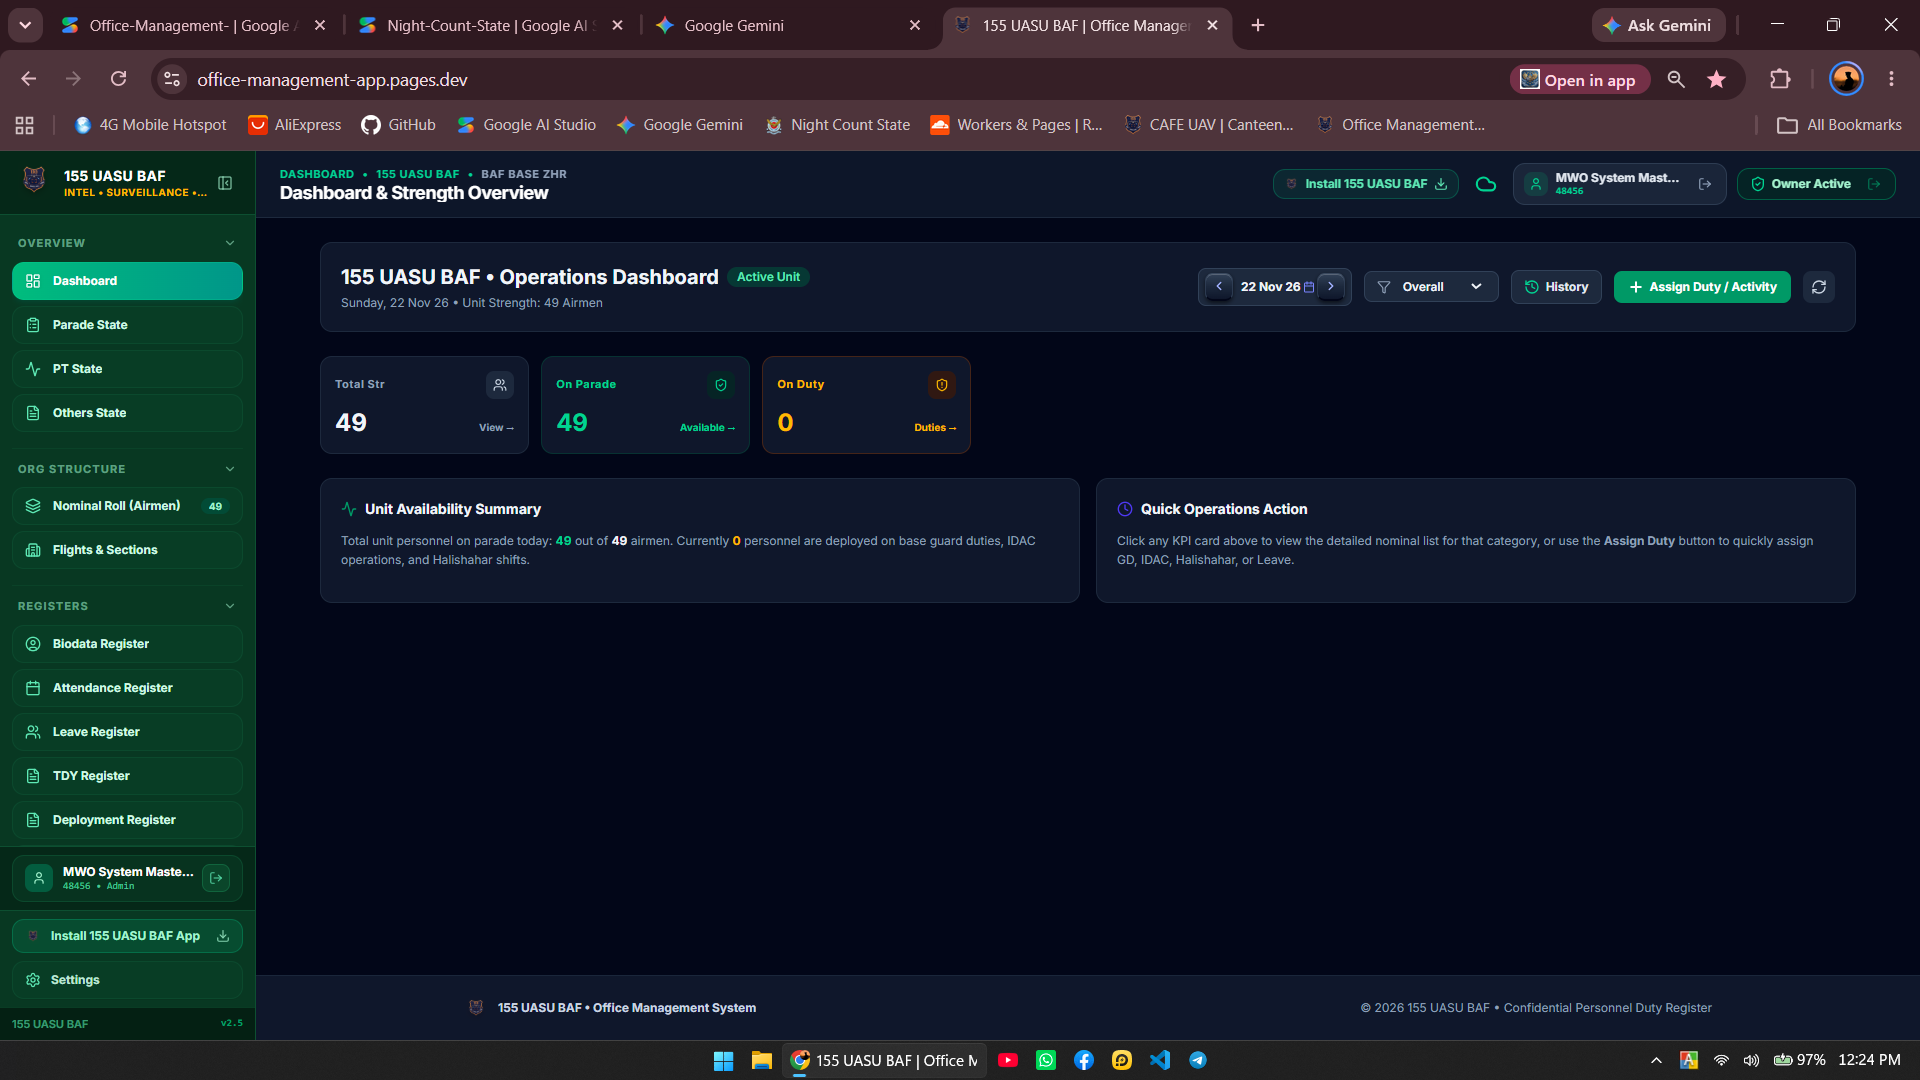 Office-Management- | Google A
Night-Count-State | Google AI S
Google Gemini
155 UASU BAF | Office Manage
Ask Gemini
office-management-app.pages.dev
Open in app
4G Mobile Hotspot
AliExpress
GitHub
Google AI Studio
Google Gemini
Night Count State
Workers & Pages | R...
CAFE UAV | Canteen...
Office Management...
All Bookmarks
155 UASU BAF
INTEL • SURVEILLANCE •...
DASHBOARD • 155 UASU BAF • BAF BASE ZHR
Dashboard & Strength Overview
Install 155 UASU BAF
MWO System Mast...
48456
Owner Active
OVERVIEW
Dashboard
Parade State
PT State
Others State
ORG STRUCTURE
Nominal Roll (Airmen) 49
Flights & Sections
REGISTERS
Biodata Register
Attendance Register
Leave Register
TDY Register
Deployment Register
MWO System Maste...
48456 • Admin
Install 155 UASU BAF App
Settings
155 UASU BAF v2.5
155 UASU BAF • Operations Dashboard Active Unit
Sunday, 22 Nov 26 • Unit Strength: 49 Airmen
22 Nov 26
Overall
History
Assign Duty / Activity
Total Str
49
View →
On Parade
49
Available →
On Duty
0
Duties →
Unit Availability Summary
Total unit personnel on parade today: 49 out of 49 airmen. Currently 0 personnel are deployed on base guard duties, IDAC
operations, and Halishahar shifts.
Quick Operations Action
Click any KPI card above to view the detailed nominal list for that category, or use the Assign Duty button to quickly assign
GD, IDAC, Halishahar, or Leave.
155 UASU BAF • Office Management System
© 2026 155 UASU BAF • Confidential Personnel Duty Register
155 UASU BAF | Office M
97%
12:24 PM